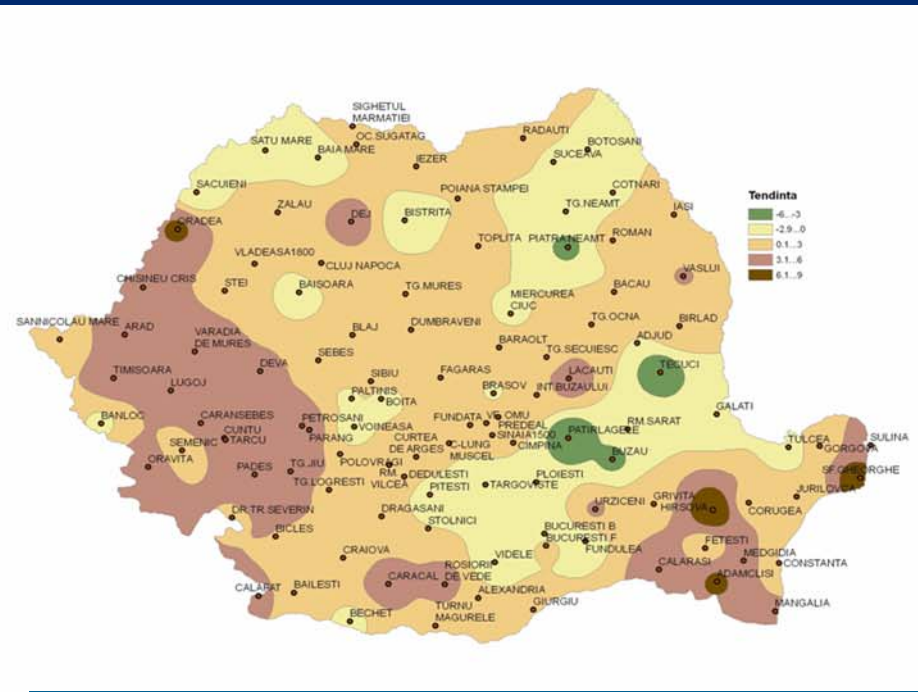 SIGHETUL
MARMATIEI
RADAUTI
OC.SUGATAG
SATU MARE
BOTOSANI
BAIA MARE
SUCEAVA
IEZER
SACUIENI
POIANA STAMPEI
COTNARI
ZALAU
DEJ
BISTRITA
TG.NEAMT
IASI
ORADEA
TOPLITA
PIATRA NEAMT
ROMAN
VLADEASA1800
CLUJ NAPOCA
VASLUI
CHISINEU CRIS
STEI
BAISOARA
TG.MURES
MIERCUREA
CIUC
BACAU
SANNICOLAU MARE
ARAD
VARADIA
DE MURES
BLAJ
DUMBRAVENI
TG.OCNA
BIRLAD
BARAOLT
ADJUD
SEBES
TG.SECUIESC
DEVA
TIMISOARA
LUGOJ
SIBIU
FAGARAS
LACAUTI
TECUCI
PALTINIS
BOITA
BRASOV
INT.BUZAULUI
BANLOC
CARANSEBES
PETROSANI
VOINEASA
FUNDATA
VF.OMU
GALATI
CUNTU
TARCU
PARANG
CURTEA
DE ARGES
PREDEAL
SINAIA1500
PATIRLAGELE
RM.SARAT
SEMENIC
C-LUNG
MUSCEL
CIMPINA
TULCEA
SULINA
GORGOVA
ORAVITA
POLOVRAGI
BUZAU
PADES
TG.JIU
RM.
VILCEA
DEDULESTI
PLOIESTI
SF.GHEORGHE
TG.LOGRESTI
PITESTI
TARGOVISTE
JURILOVCA
DR.TR.SEVERIN
DRAGASANI
URZICENI
GRIVITA
HIRSOVA
CORUGEA
BICLES
STOLNICI
BUCURESTI B
BUCURESTI F
FUNDULEA
FETESTI
CRAIOVA
VIDELE
MEDGIDIA
ROSIORII
DE VEDE
CALARASI
CONSTANTA
CALAFAT
BAILESTI
CARACAL
ALEXANDRIA
ADAMCLISI
BECHET
TURNU
MAGURELE
GIURGIU
MANGALIA
Tendinta
-6...-3
-2.9...0
0.1...3
3.1...6
6.1...9